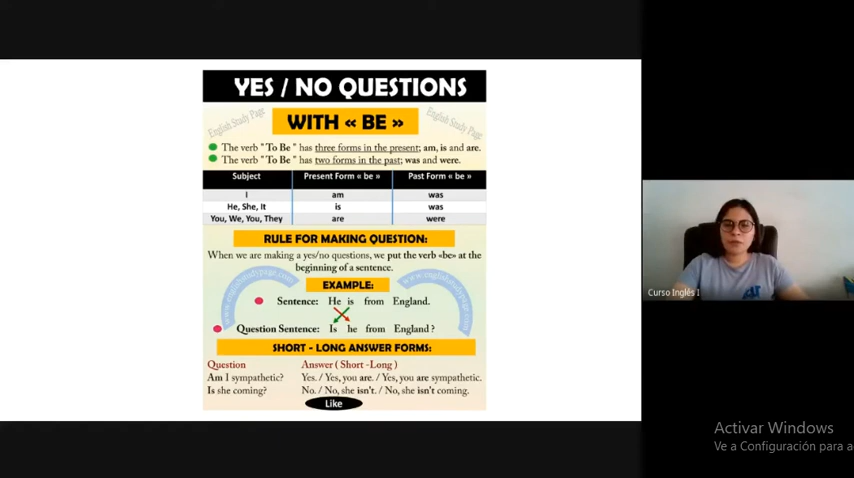 YES / NO QUESTIONS
English Study Page
WITH « BE »
English Study Page
The verb "To Be" has three forms in the present; am, is and are.
The verb "To Be" has two forms in the past; was and were.
Subject Present Form « be » Past Form « be »
I am was
He, She, It is was
You, We, You, They are were
RULE FOR MAKING QUESTION:
When we are making a yes/no questions, we put the verb «be» at the
beginning of a sentence.
EXAMPLE:
www.englishstudypage.com
www.englishstudypage.com
Sentence: He is from England.
Question Sentence: Is he from England ?
SHORT - LONG ANSWER FORMS:
Question Answer ( Short -Long )
Am I sympathetic? Yes. / Yes, you are. / Yes, you are sympathetic.
Is she coming? No. / No, she isn't. / No, she isn't coming.
Like
Curso Inglés I
Activar Windows
Ve a Configuración para a